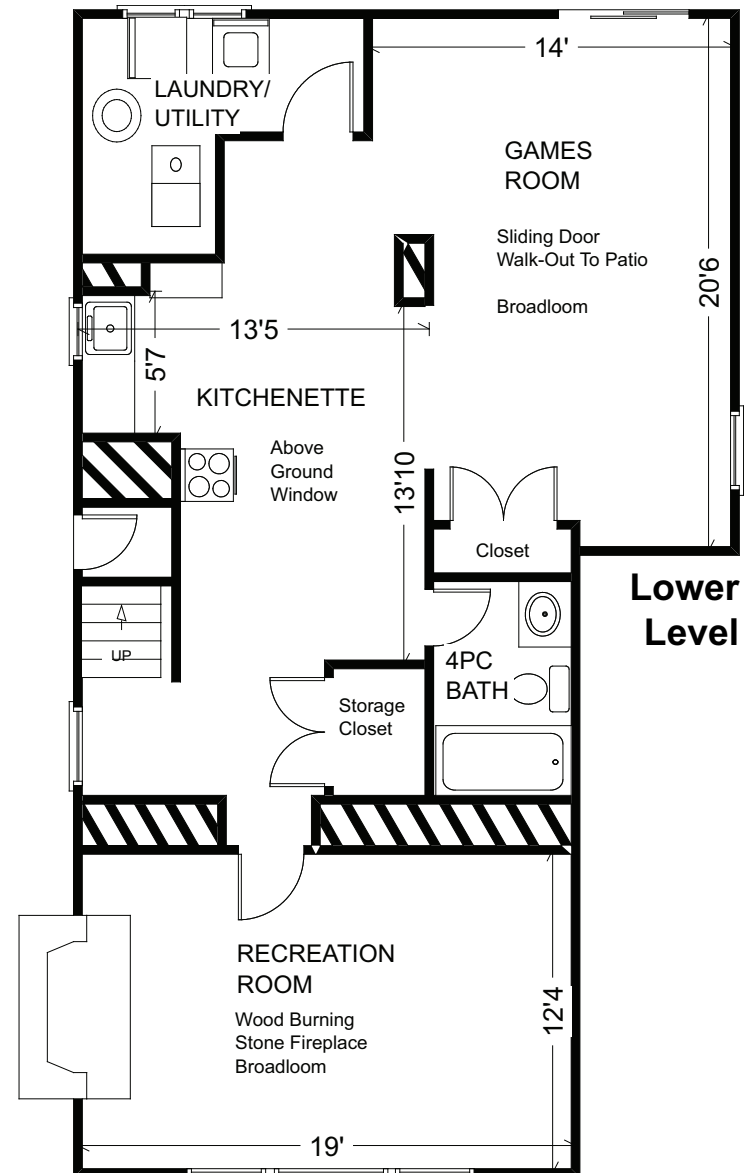 LAUNDRY/
UTILITY
14'
GAMES
ROOM
Sliding Door
Walk-Out To Patio
Broadloom
20'6
13'5
5'7
KITCHENETTE
Above
Ground
Window
13'10
Closet
Lower
Level
UP
4PC
BATH
Storage
Closet
RECREATION
ROOM
Wood Burning
Stone Fireplace
Broadloom
12'4
19'